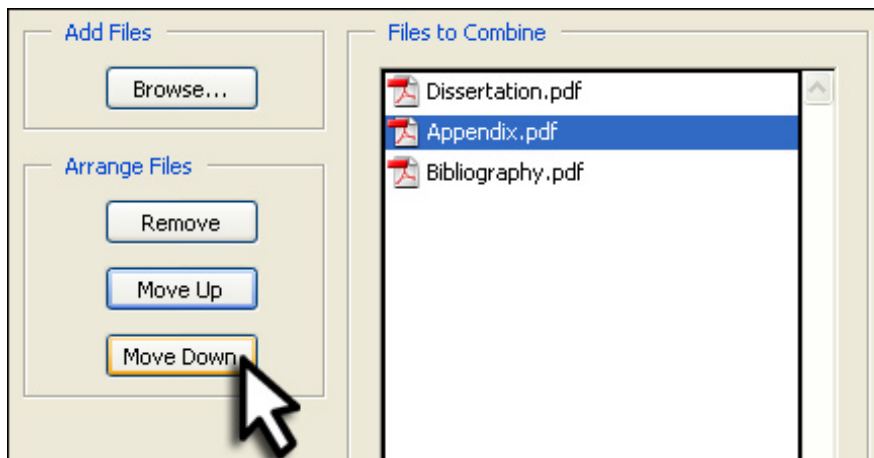 Add Files
Browse...
Arrange Files
Remove
Move Up
Move Down
Files to Combine
Dissertation.pdf
Appendix.pdf
Bibliography.pdf